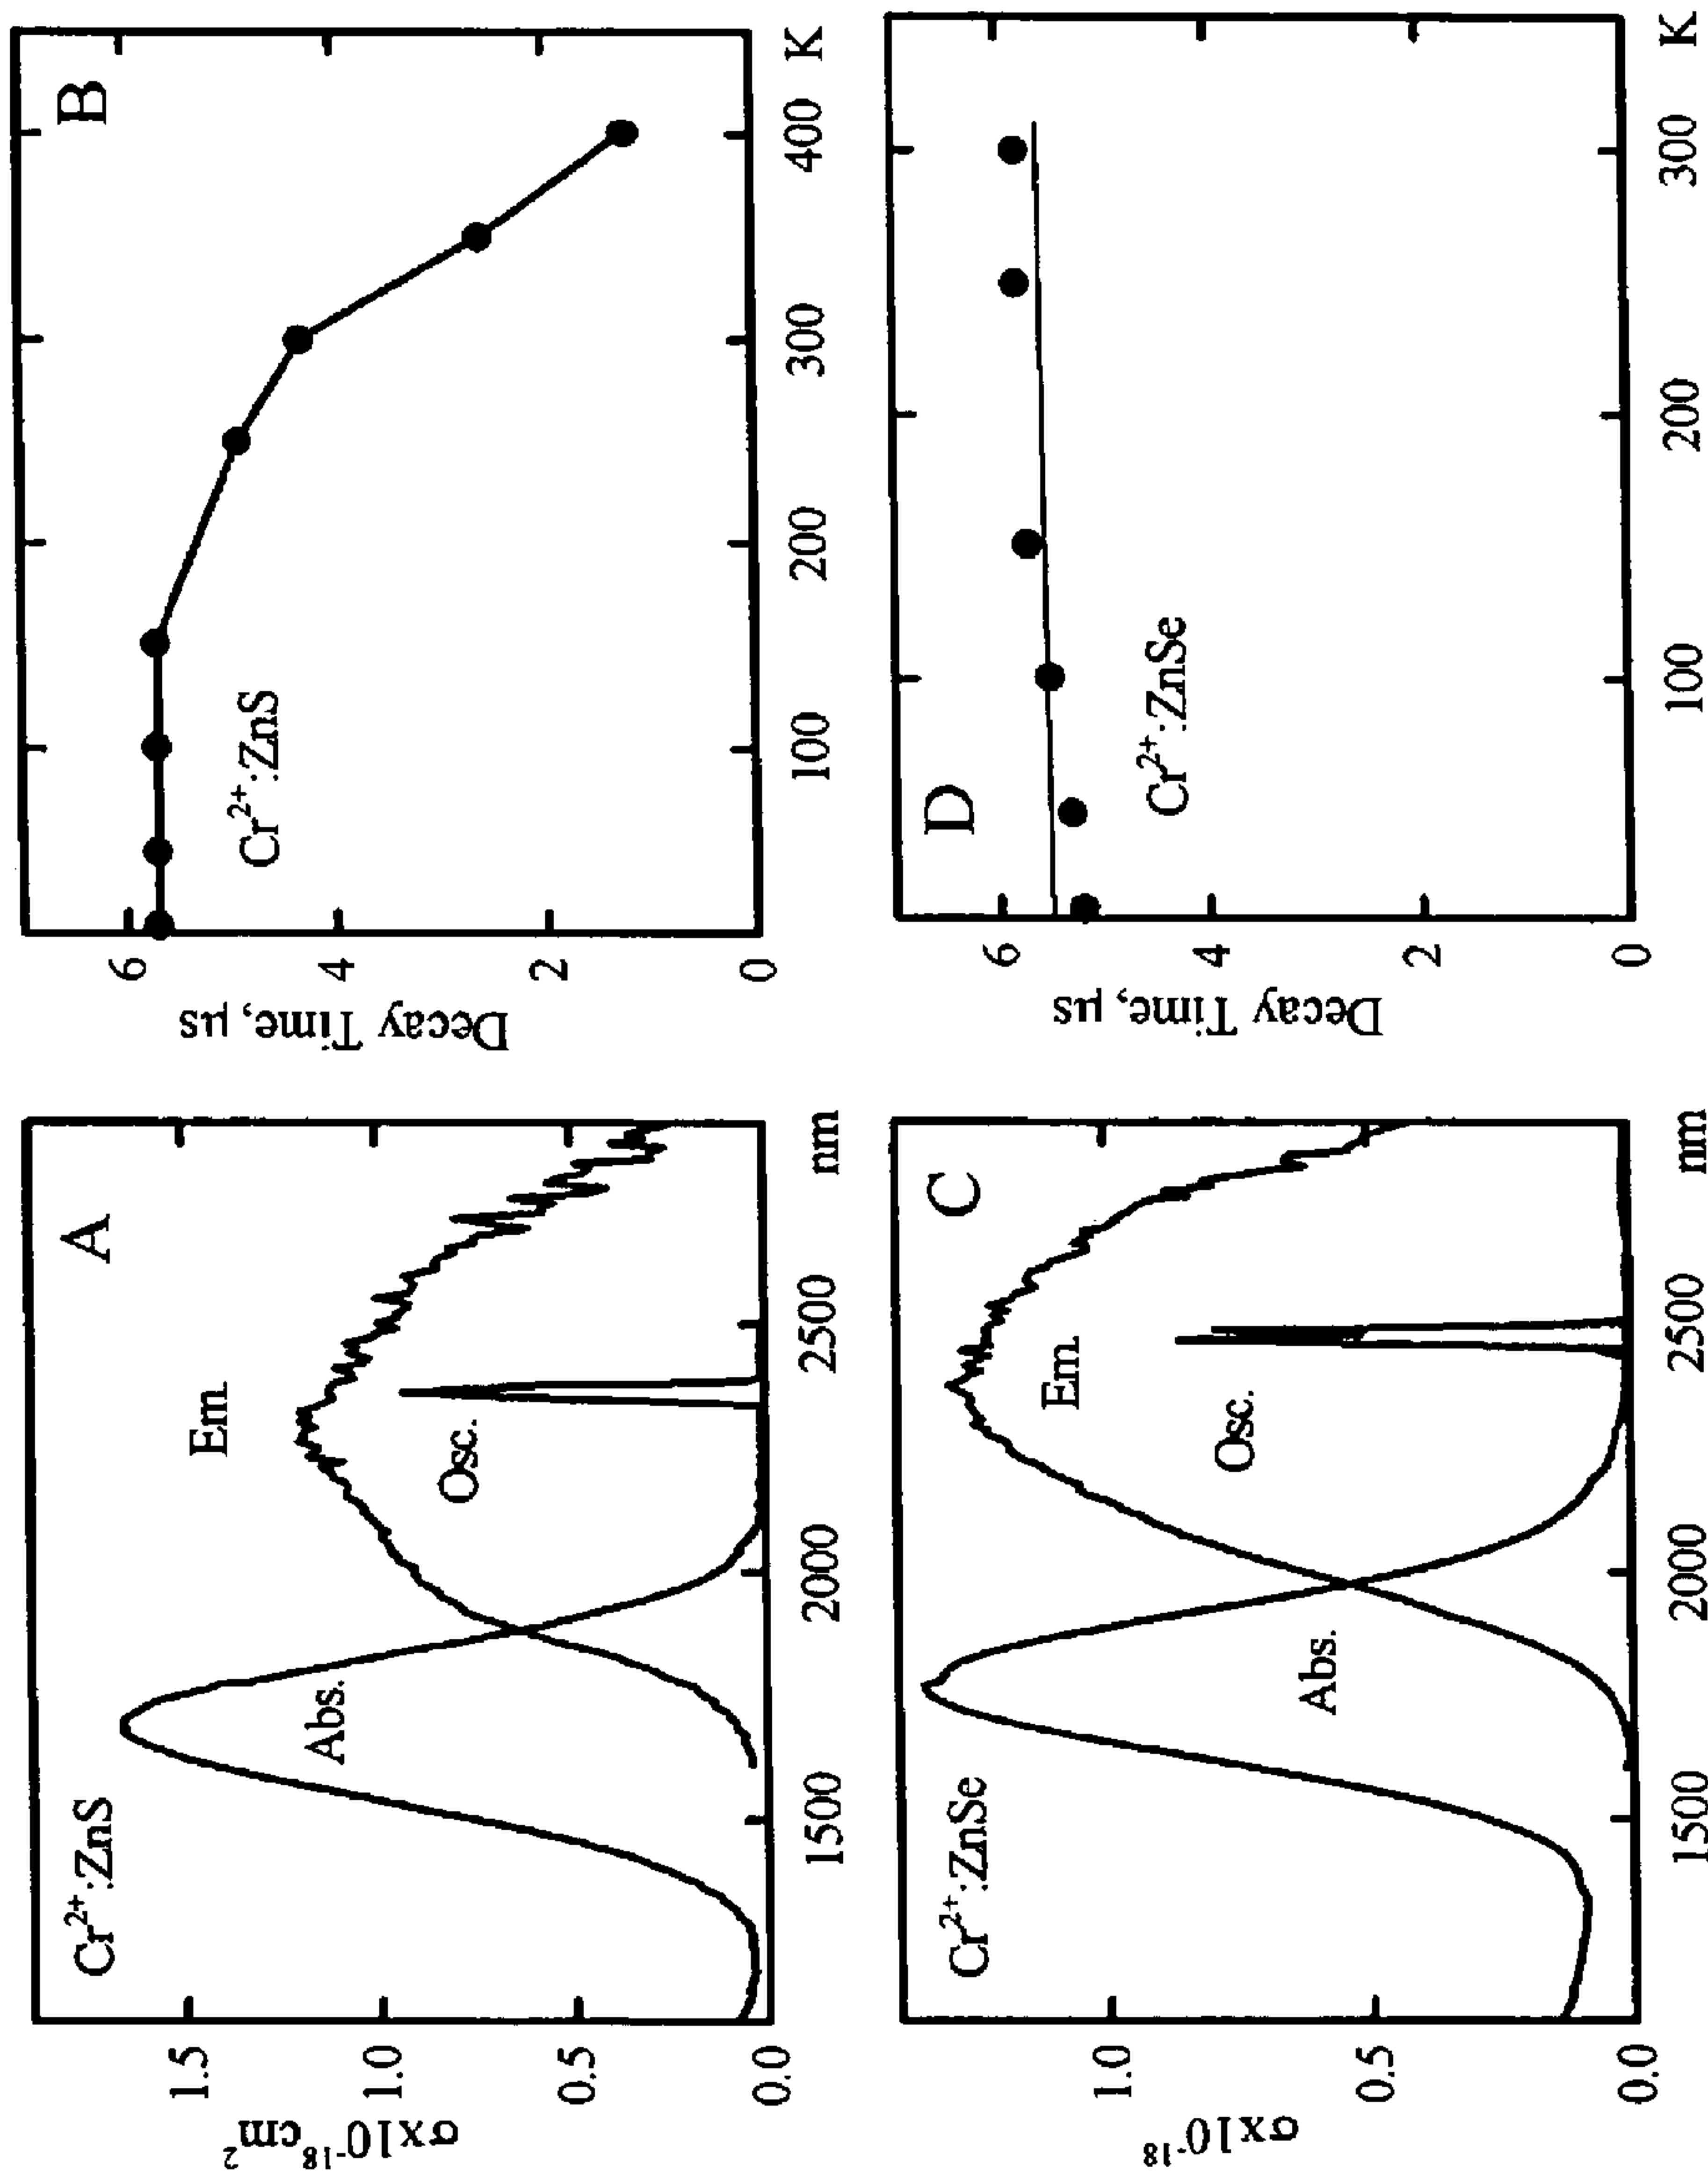 Cr²⁺:ZnS
A
Em.
Osc.
Abs.
1.5
1.0
0.5
0.0
σx10⁻¹⁸cm²
1500
2000
2500
nm
B
Cr²⁺:ZnS
6
4
2
0
Decay Time, μs
100
200
300
400
K
Cr²⁺:ZnSe
C
Em.
Osc.
Abs.
1.0
0.5
0.0
σx10⁻¹⁸
1500
2000
2500
nm
D
Cr²⁺:ZnSe
6
4
2
0
Decay Time, μs
100
200
300
K